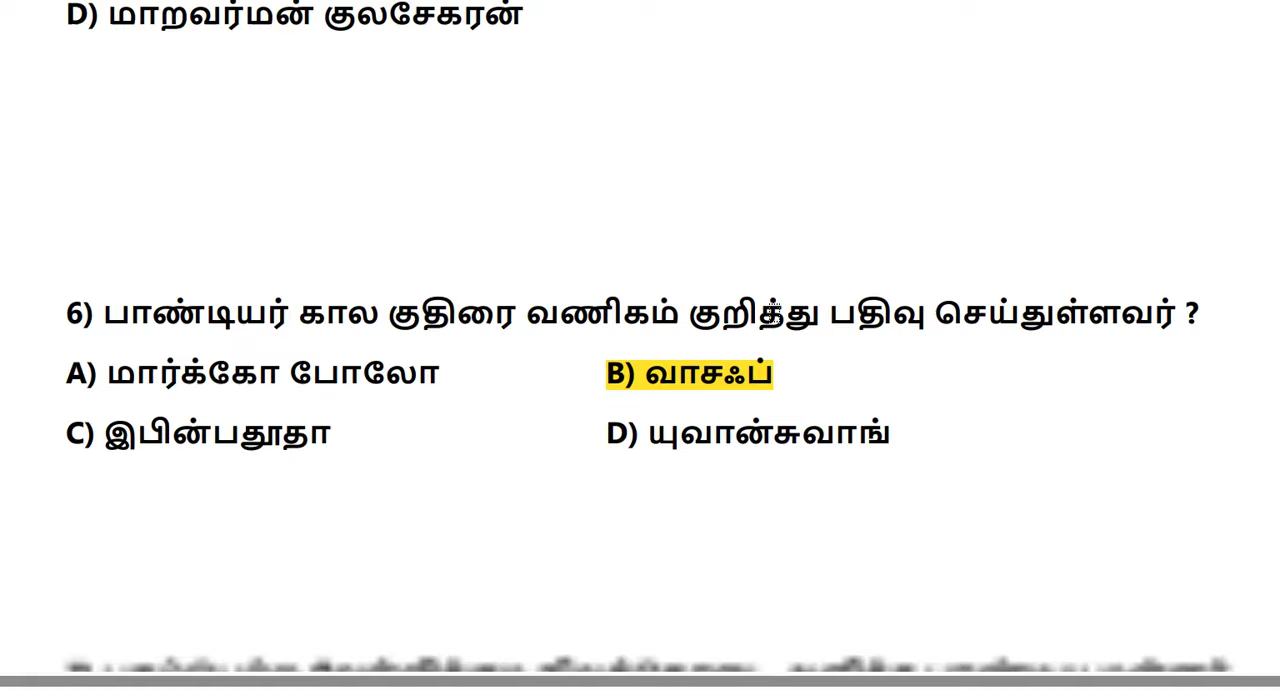 D) மாறவர்மன் குலசேகரன்
6) பாண்டியர் கால குதிரை வணிகம் குறித்து பதிவு செய்துள்ளவர் ?
A) மார்க்கோ போலோ B) வாசஃப்
C) இபின்பதூதா D) யுவான்சுவாங்